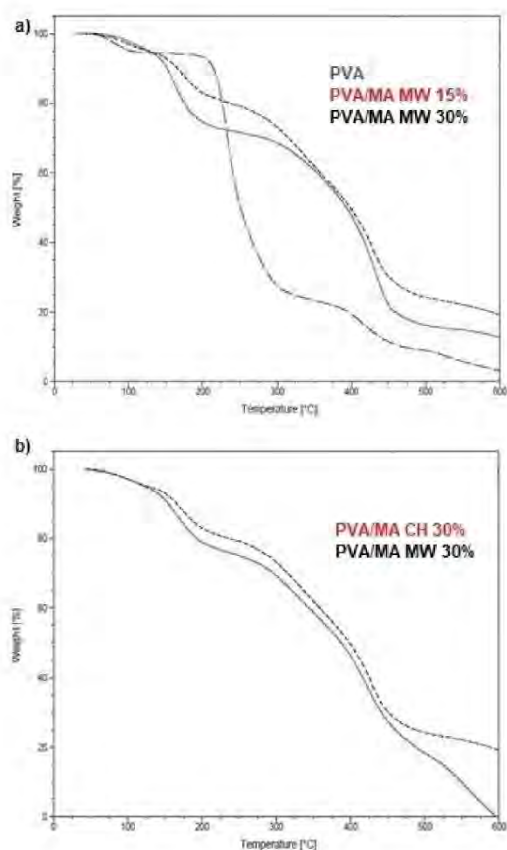 a)
100
80
60
40
20
0
Weight [%]
PVA
PVA/MA MW 15%
PVA/MA MW 30%
0 100 200 300 400 500 600
Temperature [°C]
b)
100
80
60
40
20
0
Weight [%]
PVA/MA CH 30%
PVA/MA MW 30%
0 100 200 300 400 500 600
Temperature [°C]